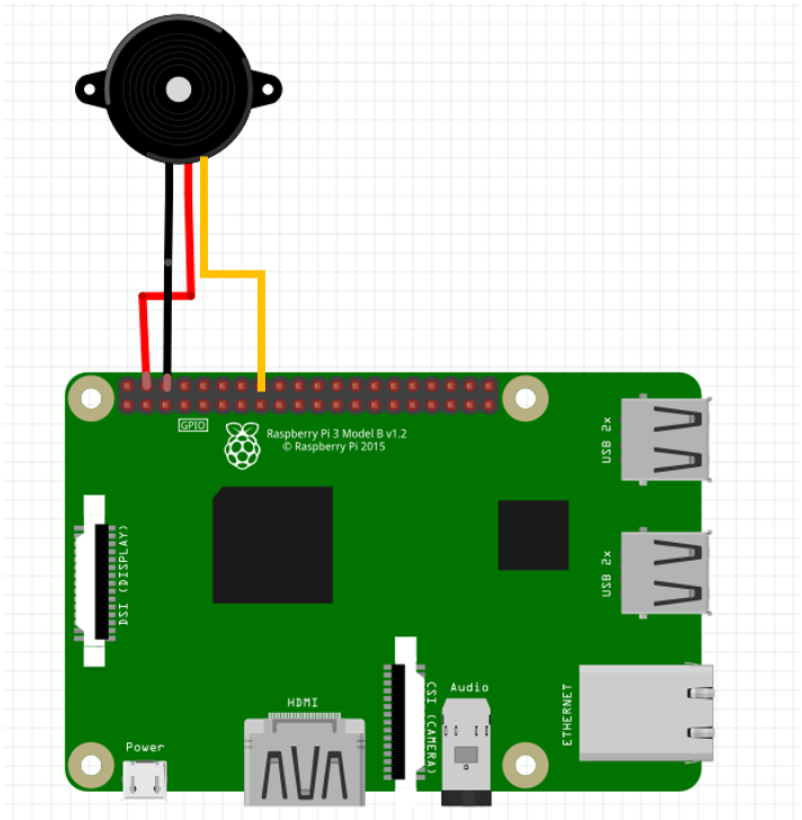 GPIO
Raspberry Pi 3 Model B v1.2
© Raspberry Pi 2015
USB 2x
DSI (DISPLAY)
USB 2x
HDMI
CSI (CAMERA)
Audio
ETHERNET
Power